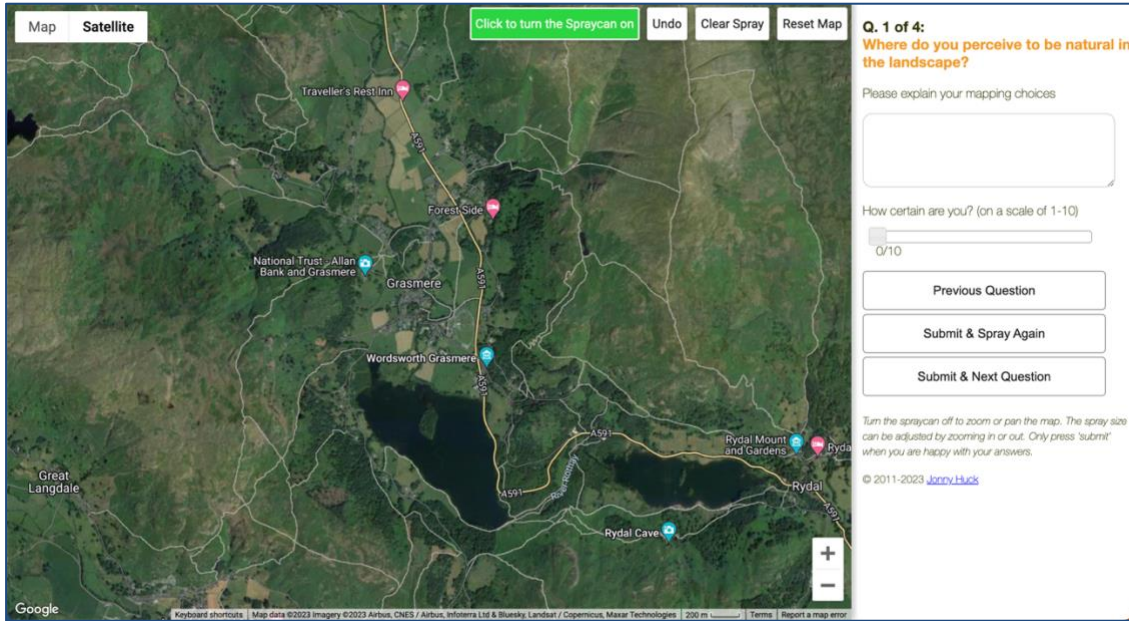 Map
Satellite
Click to turn the Spraycan on
Undo
Clear Spray
Reset Map
Traveller's Rest Inn
A591
Forest Side
National Trust - Allan
Bank and Grasmere
Grasmere
A591
Wordsworth Grasmere
A591
A591
Rydal Mount
and Gardens
Ryda
Great
Langdale
A591
River Rothay
Rydal
A591
Rydal Cave
+
−
Google
Keyboard shortcuts
Map data ©2023 Imagery ©2023 Airbus, CNES / Airbus, Infoterra Ltd & Bluesky, Landsat / Copernicus, Maxar Technologies
200 m
Terms
Report a map error
Q. 1 of 4:
Where do you perceive to be natural in
the landscape?
Please explain your mapping choices
How certain are you? (on a scale of 1-10)
0/10
Previous Question
Submit & Spray Again
Submit & Next Question
Turn the spraycan off to zoom or pan the map. The spray size
can be adjusted by zooming in or out. Only press 'submit'
when you are happy with your answers.
© 2011-2023 Jonny Huck